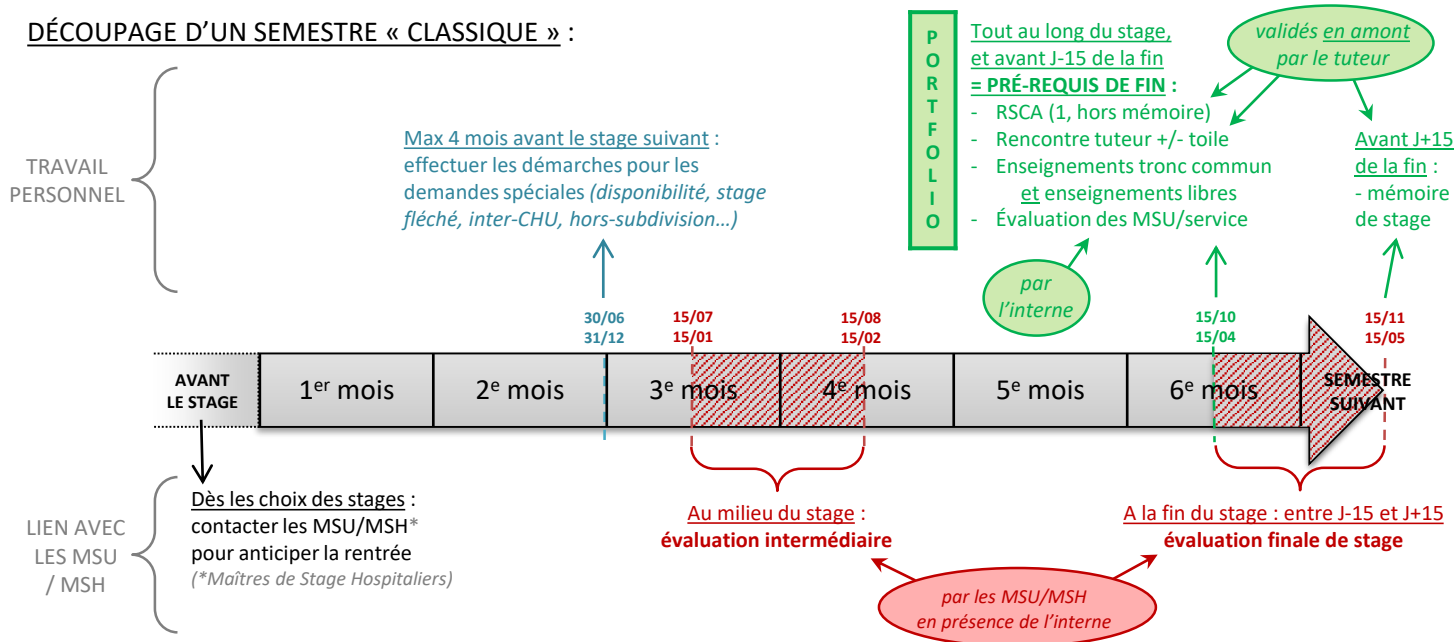 DÉCOUPAGE D'UN SEMESTRE « CLASSIQUE » :
TRAVAIL
PERSONNEL
Max 4 mois avant le stage suivant :
effectuer les démarches pour les
demandes spéciales (disponibilité, stage
fléché, inter-CHU, hors-subdivision…)
PORTFOLIO
Tout au long du stage,
et avant J-15 de la fin
= PRÉ-REQUIS DE FIN :
- RSCA (1, hors mémoire)
- Rencontre tuteur +/- toile
- Enseignements tronc commun
et enseignements libres
- Évaluation des MSU/service
validés en amont
par le tuteur
Avant J+15
de la fin :
- mémoire
de stage
par
l'interne
30/06
31/12
15/07
15/01
15/08
15/02
15/10
15/04
15/11
15/05
AVANT
LE STAGE
1er mois
2e mois
3e mois
4e mois
5e mois
6e mois
SEMESTRE
SUIVANT
LIEN AVEC
LES MSU
/ MSH
Dès les choix des stages :
contacter les MSU/MSH*
pour anticiper la rentrée
(*Maîtres de Stage Hospitaliers)
Au milieu du stage :
évaluation intermédiaire
A la fin du stage : entre J-15 et J+15
évaluation finale de stage
par les MSU/MSH
en présence de l'interne